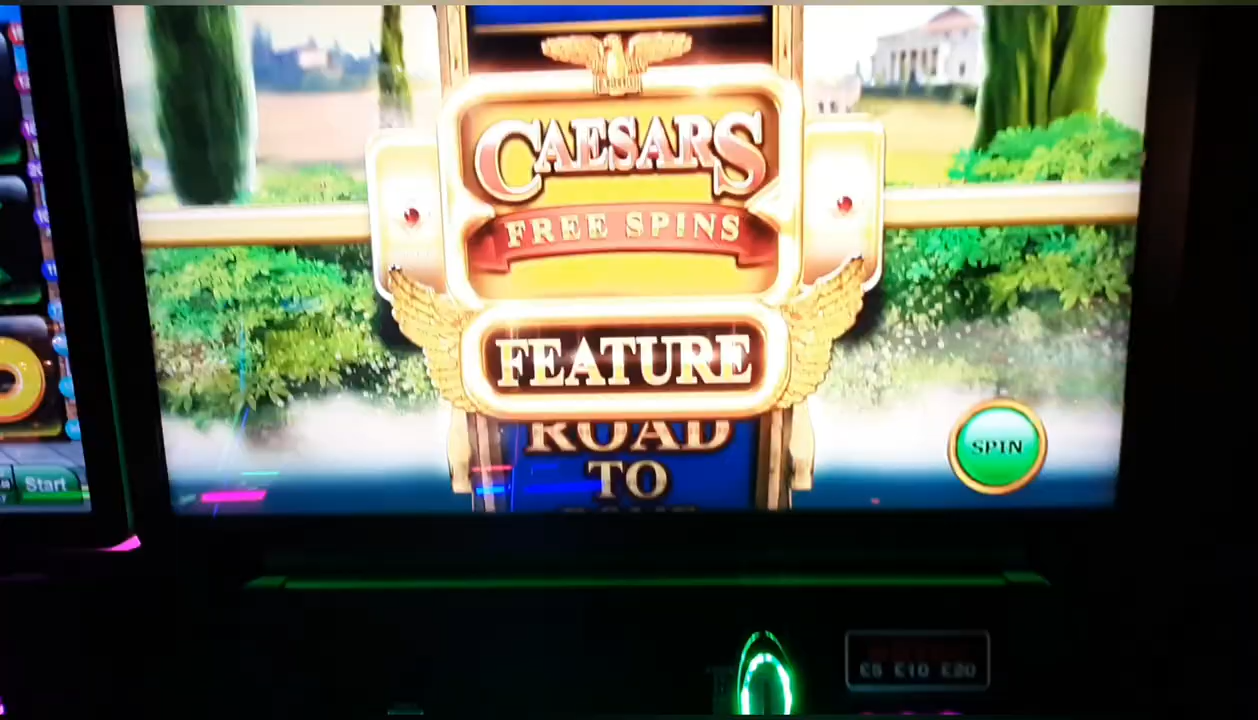 CAESARS
FREE SPINS
FEATURE
ROAD
TO
SPIN
Start
£5 £10 £20